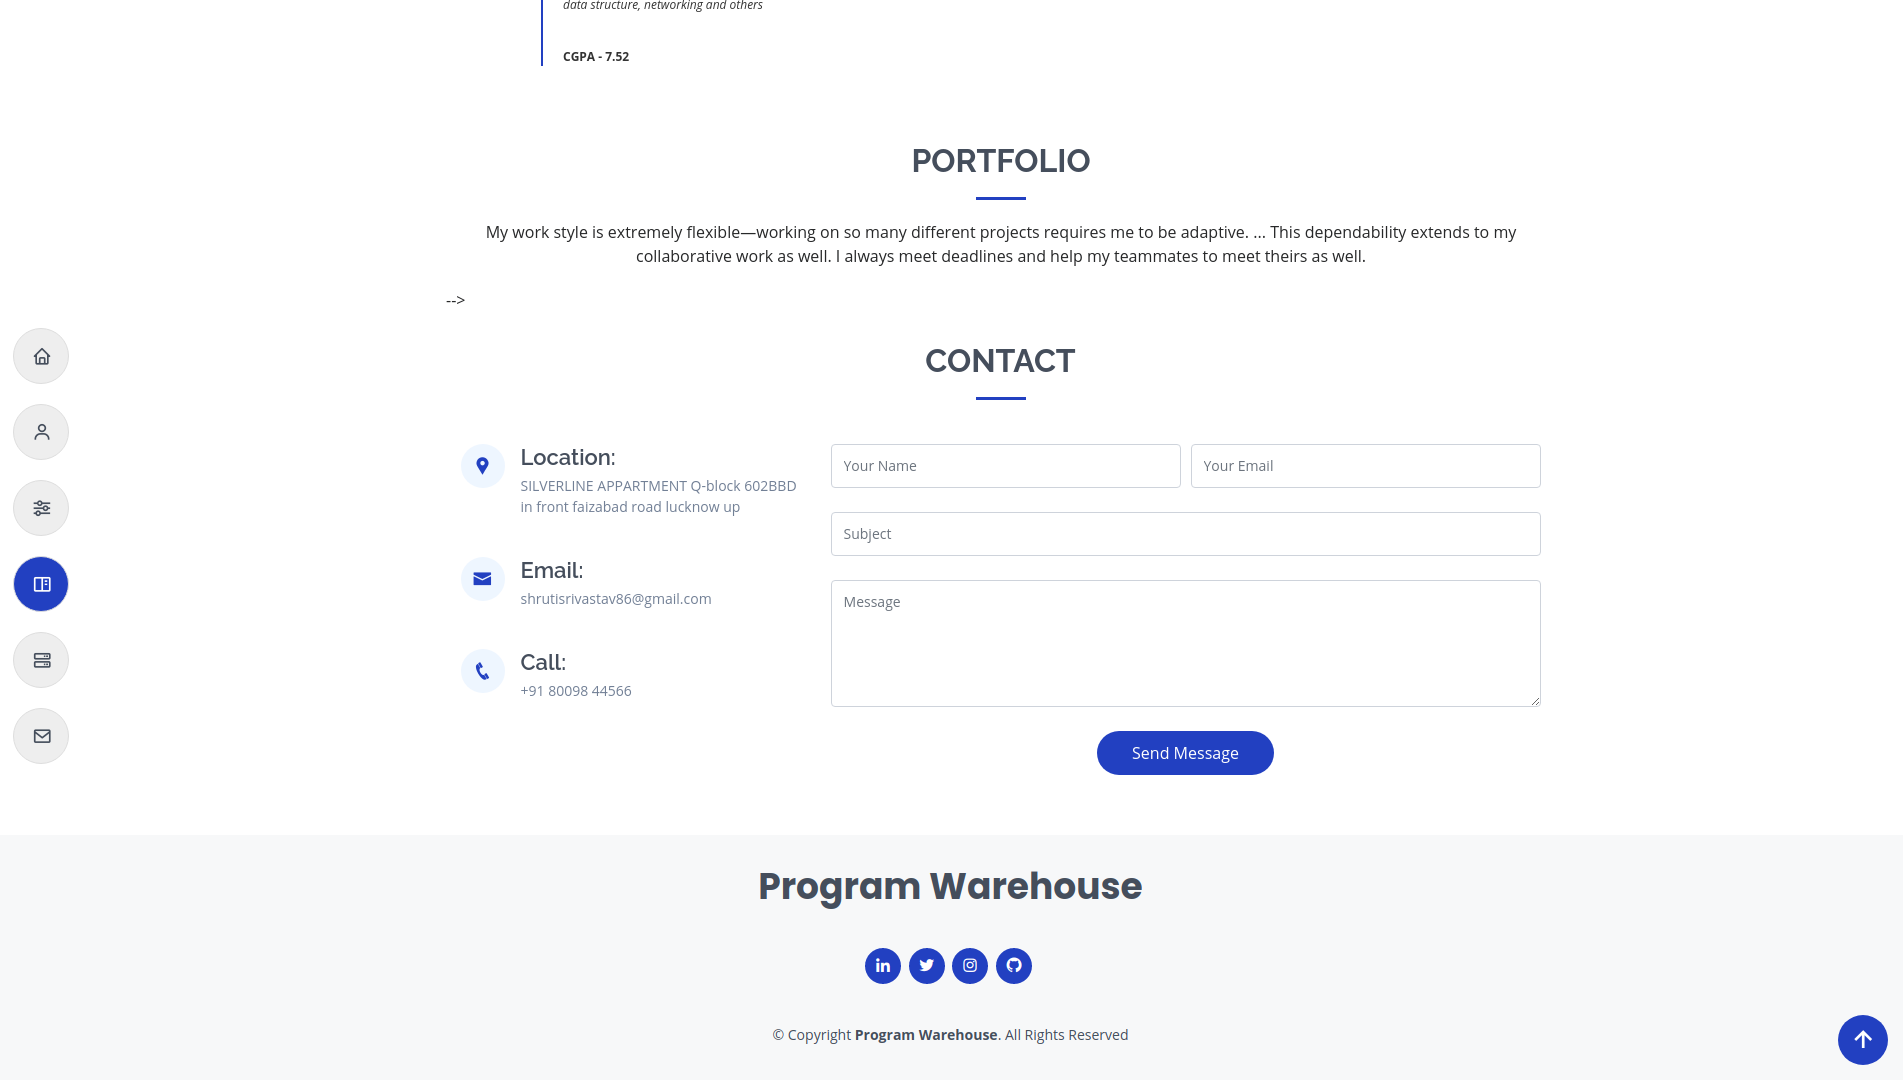 data structure, networking and others
CGPA - 7.52
PORTFOLIO
My work style is extremely flexible—working on so many different projects requires me to be adaptive. ... This dependability extends to my
collaborative work as well. I always meet deadlines and help my teammates to meet theirs as well.
-->
CONTACT
Location:
SILVERLINE APPARTMENT Q-block 602BBD
in front faizabad road lucknow up
Email:
shrutisrivastav86@gmail.com
Call:
+91 80098 44566
Your Name
Your Email
Subject
Message
Send Message
Program Warehouse
© Copyright Program Warehouse. All Rights Reserved